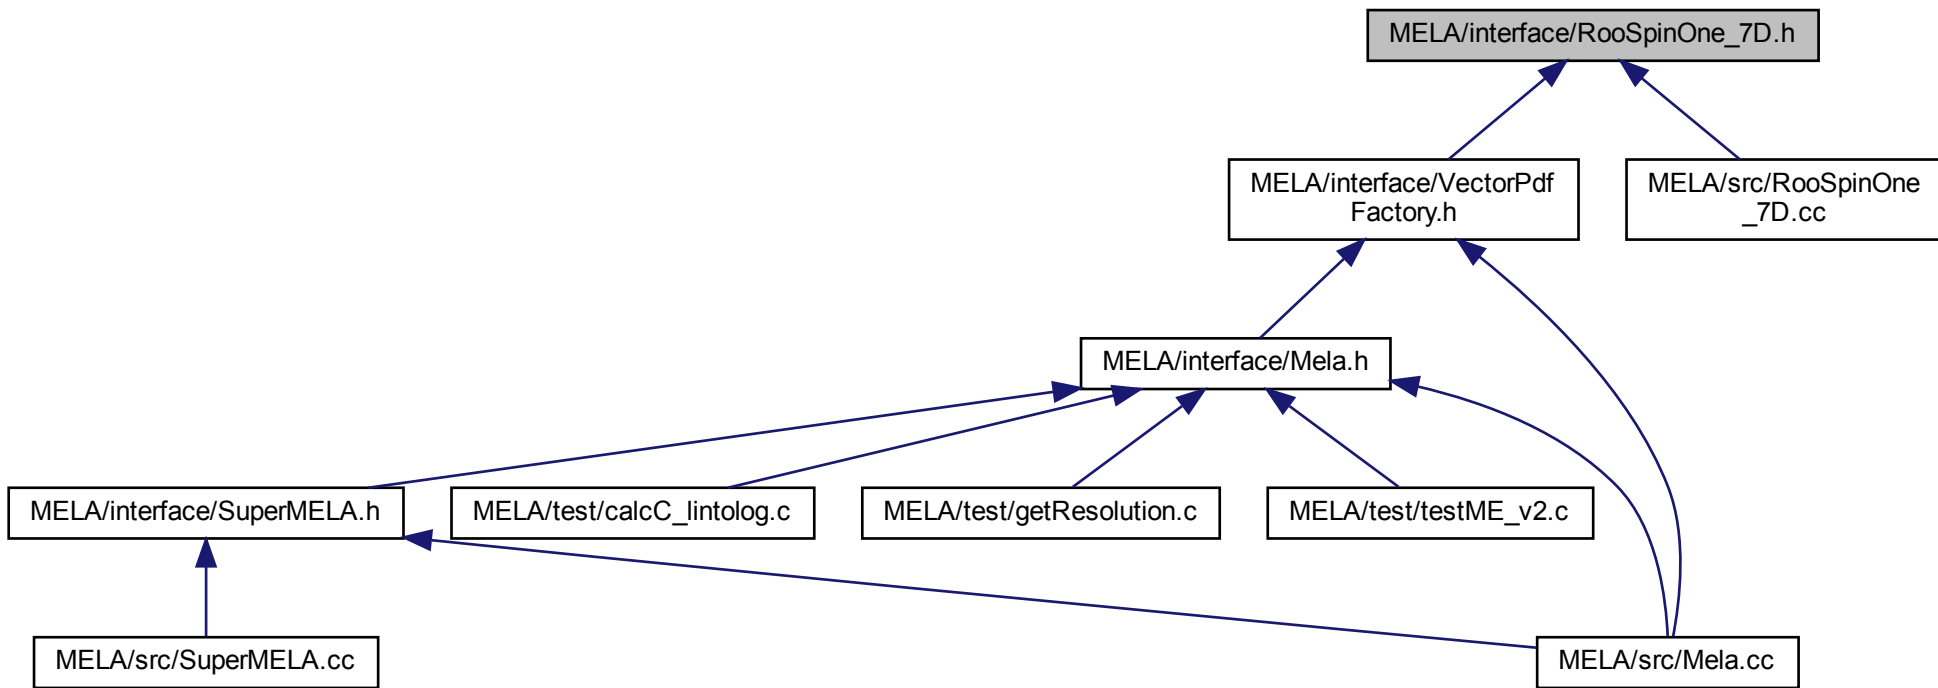 MELA/interface/RooSpinOne_7D.h
MELA/interface/VectorPdf
Factory.h
MELA/src/RooSpinOne
_7D.cc
MELA/interface/Mela.h
MELA/interface/SuperMELA.h
MELA/test/calcC_lintolog.c
MELA/test/getResolution.c
MELA/test/testME_v2.c
MELA/src/SuperMELA.cc
MELA/src/Mela.cc